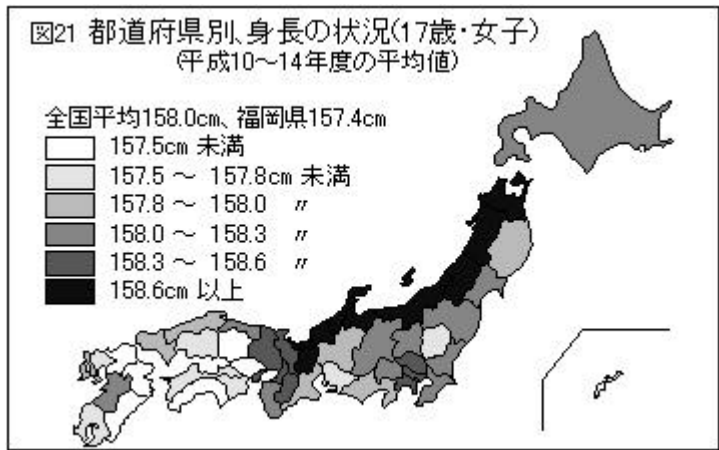 図21 都道府県別､身長の状況(17歳･女子)
(平成10～14年度の平均値)
全国平均158.0cm、福岡県157.4cm
157.5cm 未満
157.5 ～ 157.8cm 未満
157.8 ～ 158.0 〃
158.0 ～ 158.3 〃
158.3 ～ 158.6 〃
158.6cm 以上